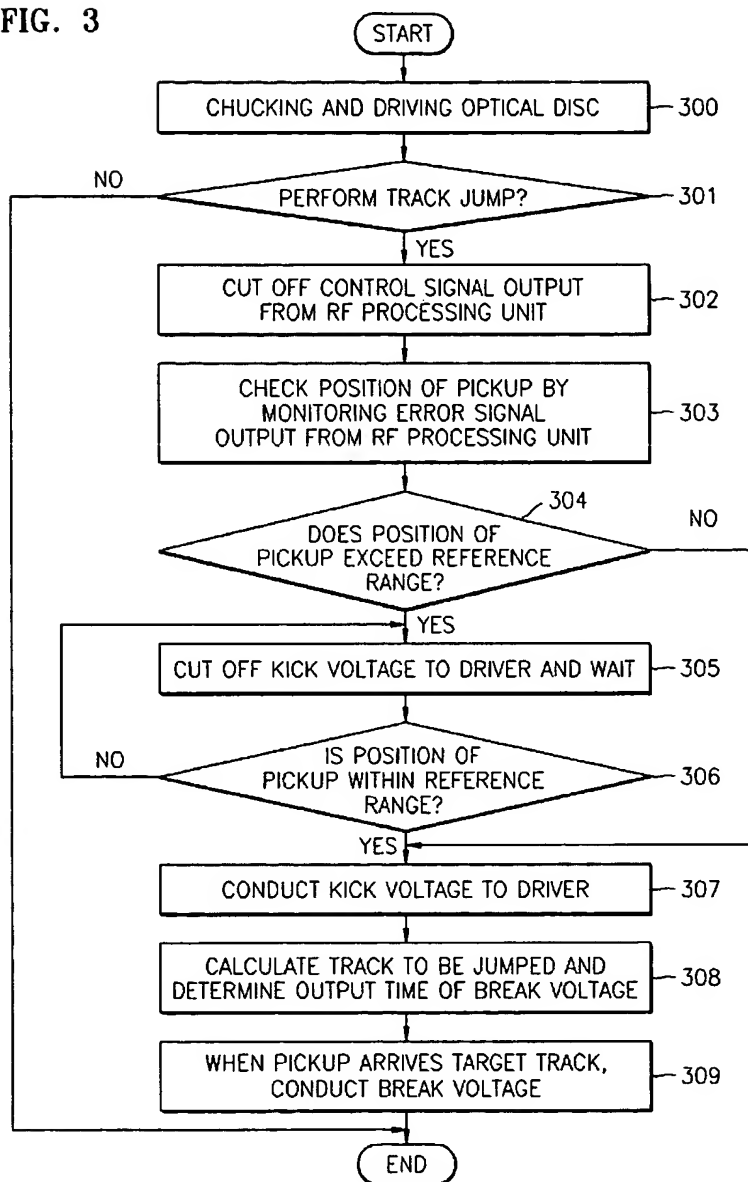 FIG. 3
START
CHUCKING AND DRIVING OPTICAL DISC
300
NO
PERFORM TRACK JUMP?
301
YES
CUT OFF CONTROL SIGNAL OUTPUT
FROM RF PROCESSING UNIT
302
CHECK POSITION OF PICKUP BY
MONITORING ERROR SIGNAL
OUTPUT FROM RF PROCESSING UNIT
303
304
NO
DOES POSITION OF
PICKUP EXCEED REFERENCE
RANGE?
YES
CUT OFF KICK VOLTAGE TO DRIVER AND WAIT
305
NO
IS POSITION OF
PICKUP WITHIN REFERENCE
RANGE?
306
YES
CONDUCT KICK VOLTAGE TO DRIVER
307
CALCULATE TRACK TO BE JUMPED AND
DETERMINE OUTPUT TIME OF BREAK VOLTAGE
308
WHEN PICKUP ARRIVES TARGET TRACK,
CONDUCT BREAK VOLTAGE
309
END